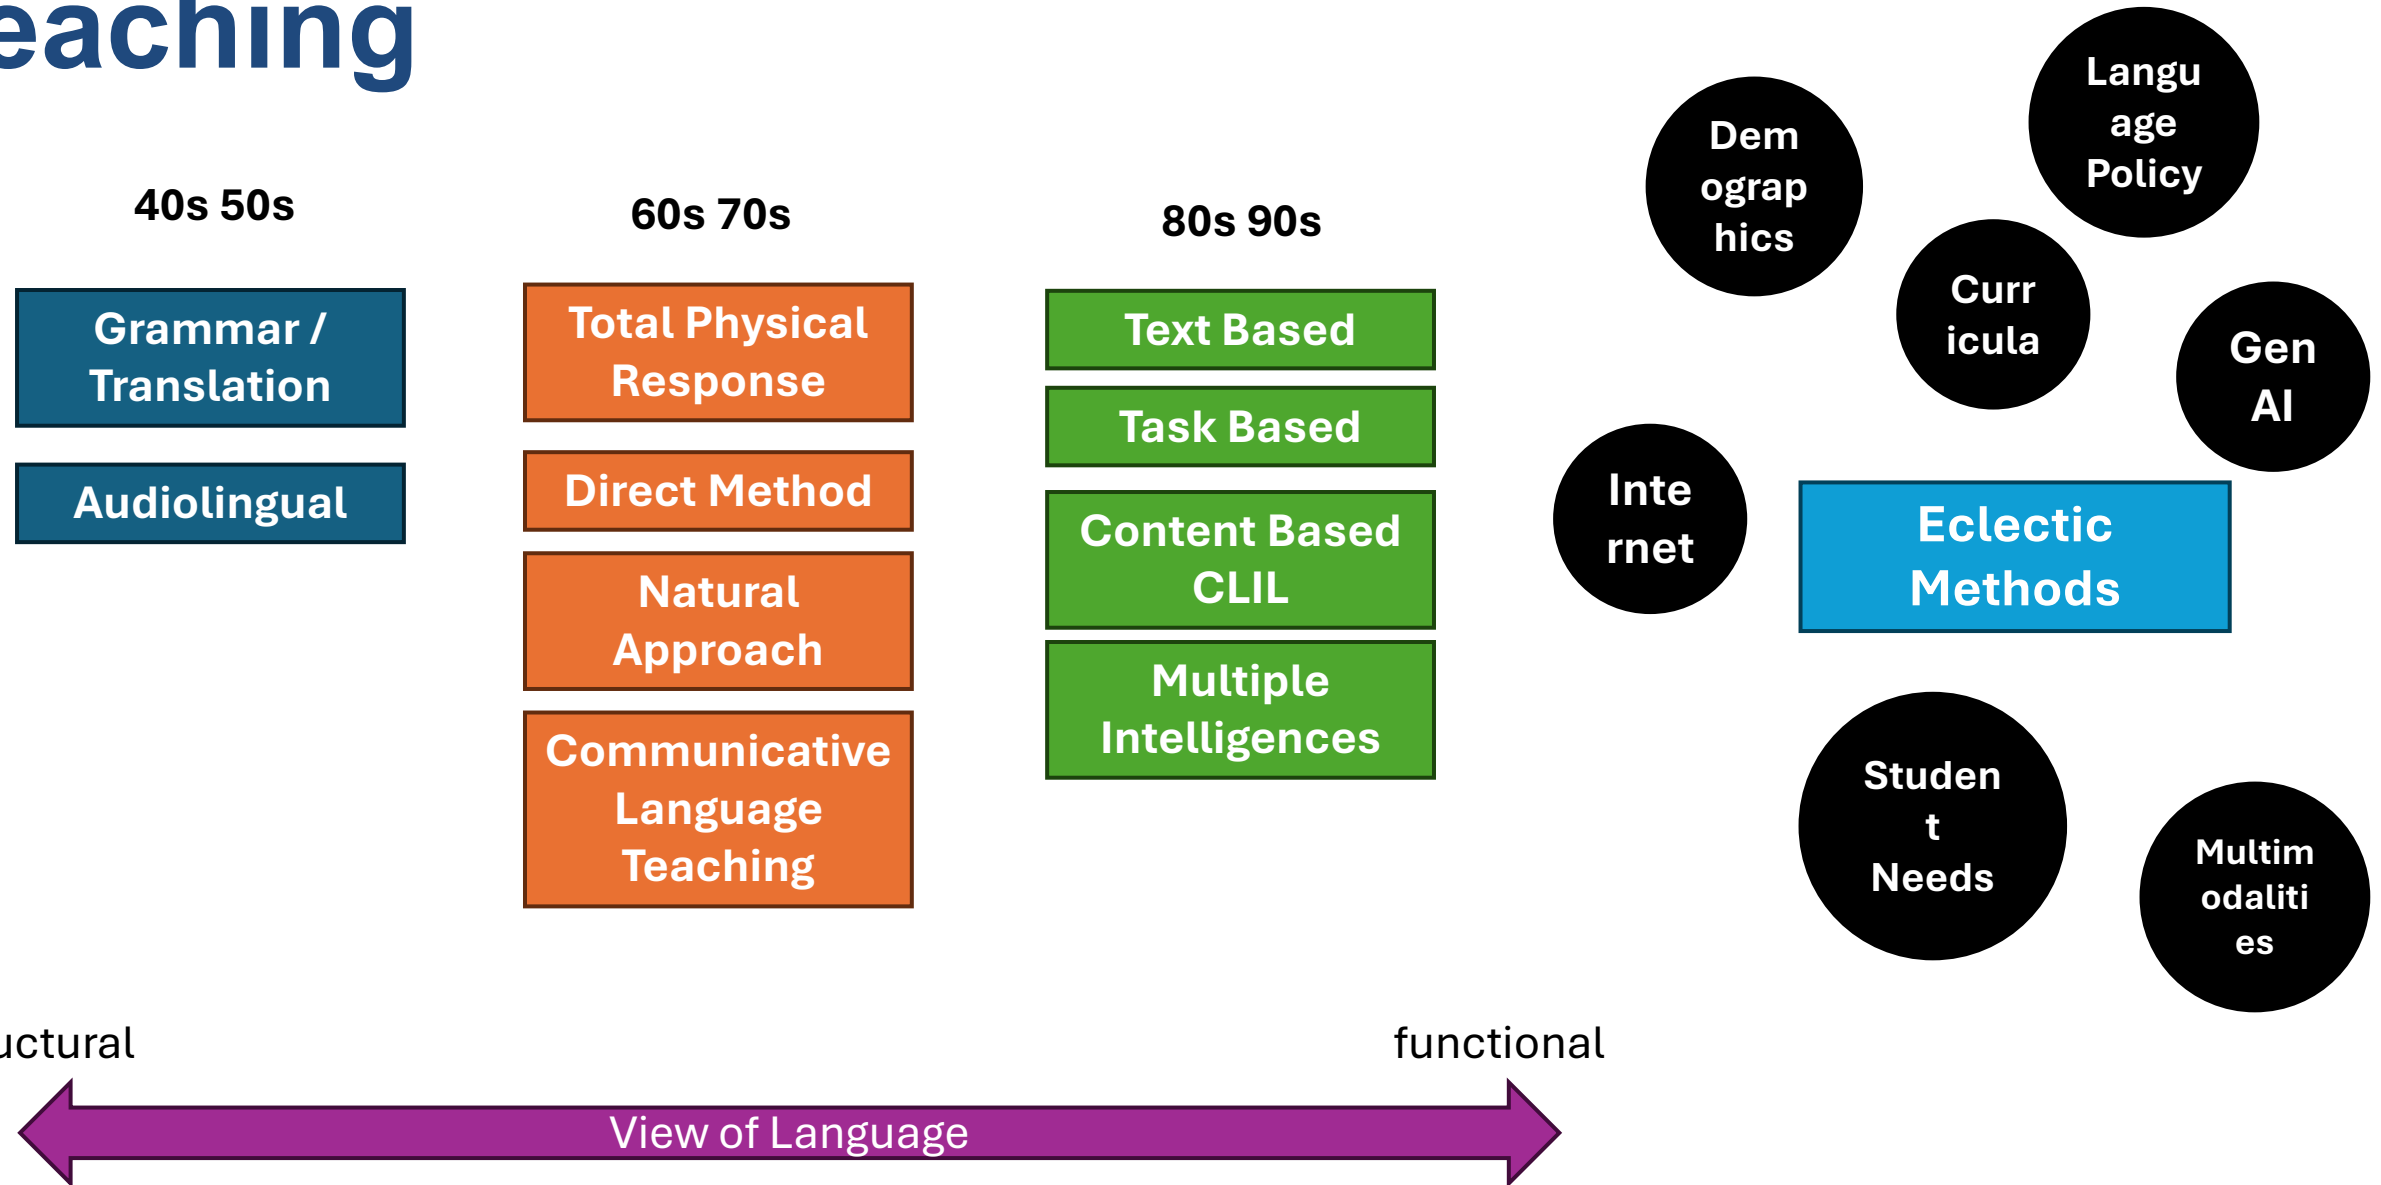 eaching
40s 50s
Grammar /
Translation
Audiolingual
60s 70s
Total Physical
Response
Direct Method
Natural
Approach
Communicative
Language
Teaching
80s 90s
Text Based
Task Based
Content Based
CLIL
Multiple
Intelligences
Dem
ograp
hics
Langu
age
Policy
Curr
icula
Gen
AI
Inte
rnet
Eclectic
Methods
Studen
t
Needs
Multim
odaliti
es
uctural
functional
View of Language